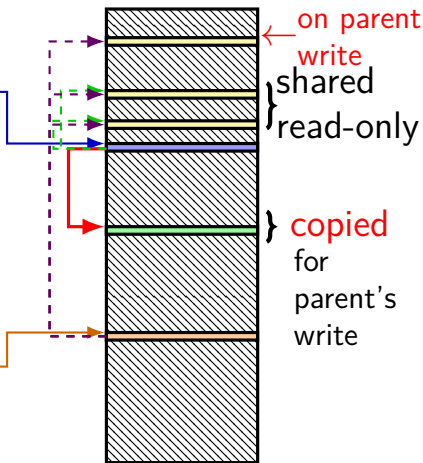 on parent
write
shared
read-only
copied
for
parent's
write